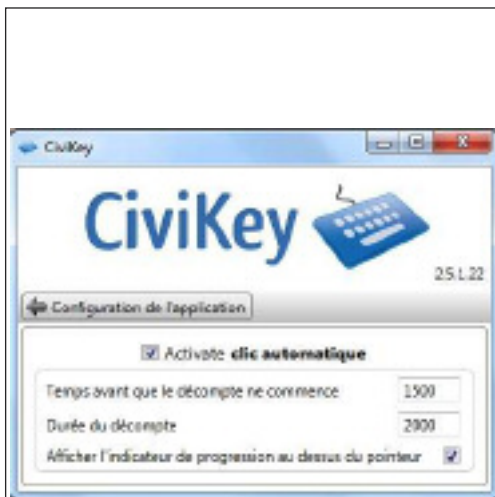 CiviKey
CiviKey
2.5.1.22
Configuration de l'application
Activate clic automatique
Temps avant que le décompte ne commence 1500
Durée du décompte 2000
Afficher l'indicateur de progression au dessus du pointeur